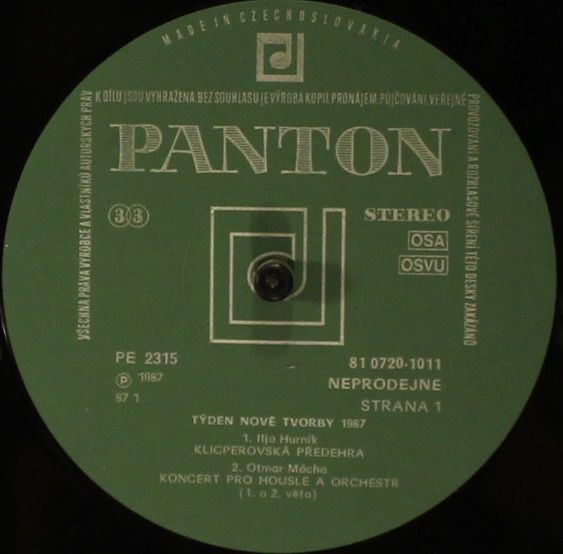 MADE IN CZECHOSLOVAKIA
VŠECHNA PRÁVA VÝROBCE A VLASTNÍKŮ AUTORSKÝCH PRÁV
K DÍLU JSOU VYHRAŽENA. BEZ SOUHLASU JE VÝROBA KOPIÍ, PRONÁJEM, PŮJČOVÁNÍ, VEŘEJNÉ
PROVOZOVÁNÍ A ROZHLASOVÉ ŠÍŘENÍ TÉTO DESKY ZAKÁZÁNO
PANTON
33
STEREO
OSA
OSVU
PE 2315
Ⓟ 1987
87 1
81 0720-1011
NEPRODEJNE
STRANA 1
TÝDEN NOVÉ TVORBY 1987
1. Ilja Hurník
KLICPEROVSKÁ PŘEDEHRA
2. Otmar Mácha
KONCERT PRO HOUSLE A ORCHESTR
(1. a 2. věta)